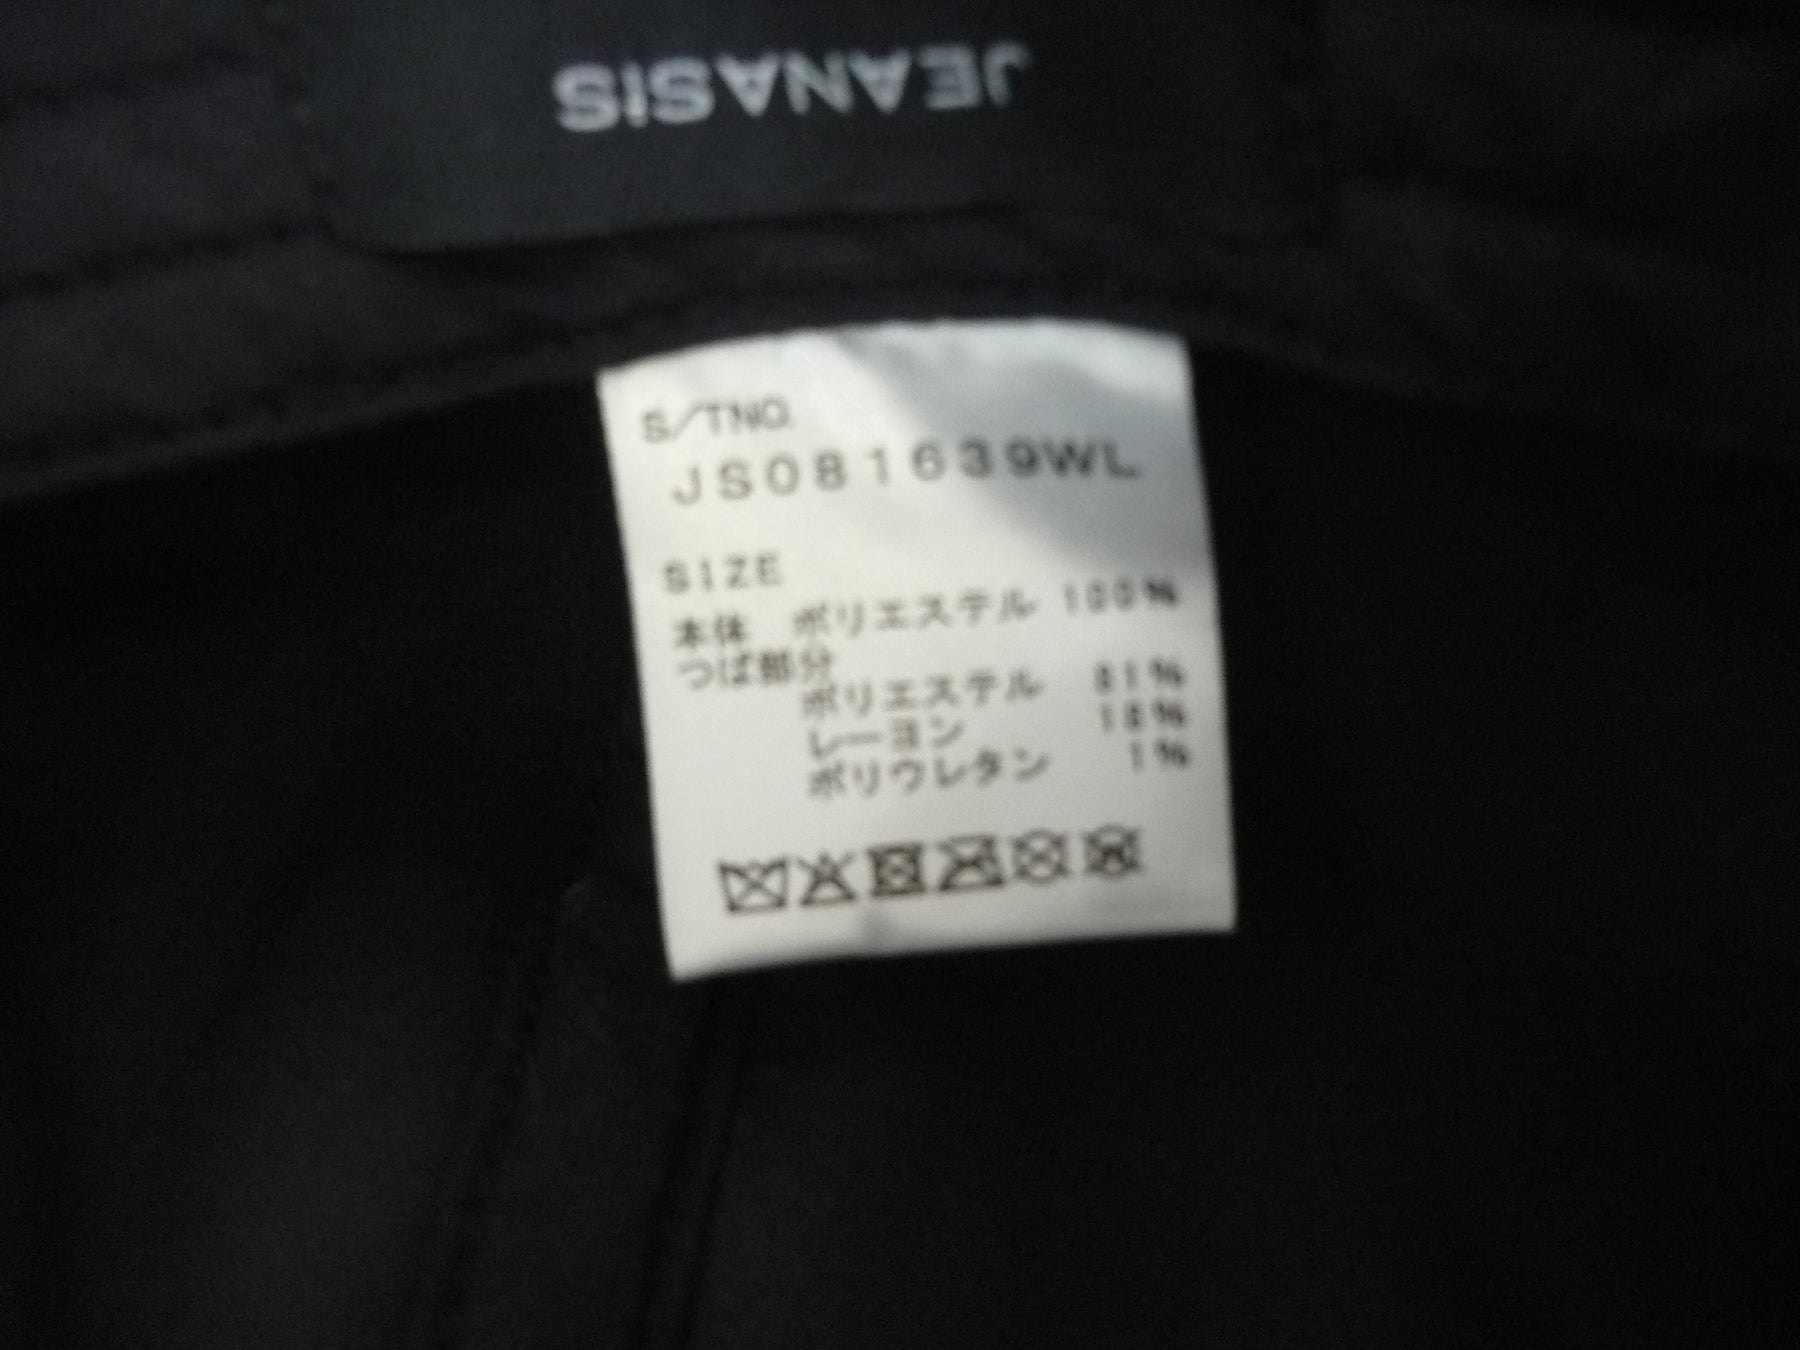 JEANASIS
S/TNO.
JS081639WL
SIZE
本体 ポリエステル 100%
つば部分
ポリエステル 81%
レーヨン 18%
ポリウレタン 1%